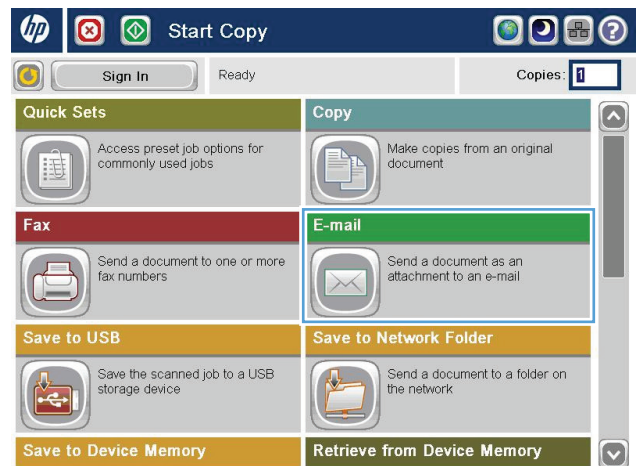 hp
Start Copy
?
Sign In
Ready
Copies: 1
Quick Sets
Copy
Access preset job options for
commonly used jobs
Make copies from an original
document
Fax
E-mail
Send a document to one or more
fax numbers
Send a document as an
attachment to an e-mail
Save to USB
Save to Network Folder
Save the scanned job to a USB
storage device
Send a document to a folder on
the network
Save to Device Memory
Retrieve from Device Memory